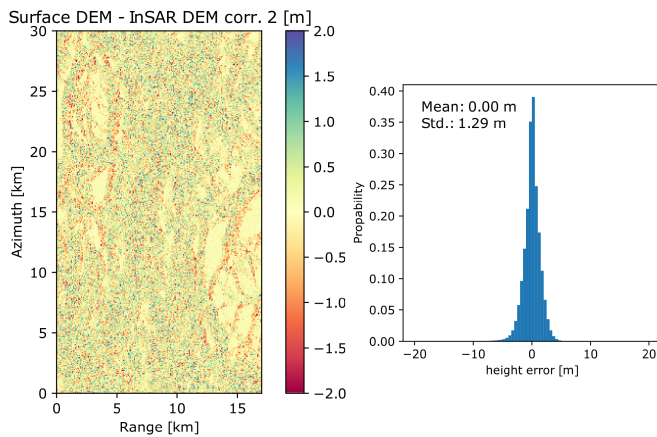 Surface DEM - InSAR DEM corr. 2 [m]
30
25
20
15
10
5
0
Azimuth [km]
0 5 10 15
Range [km]
2.0
1.5
1.0
0.5
0.0
−0.5
−1.0
−1.5
−2.0
0.40
0.35
0.30
0.25
0.20
0.15
0.10
0.05
0.00
Propability
Mean: 0.00 m
Std.: 1.29 m
−20 −10 0 10 20
height error [m]